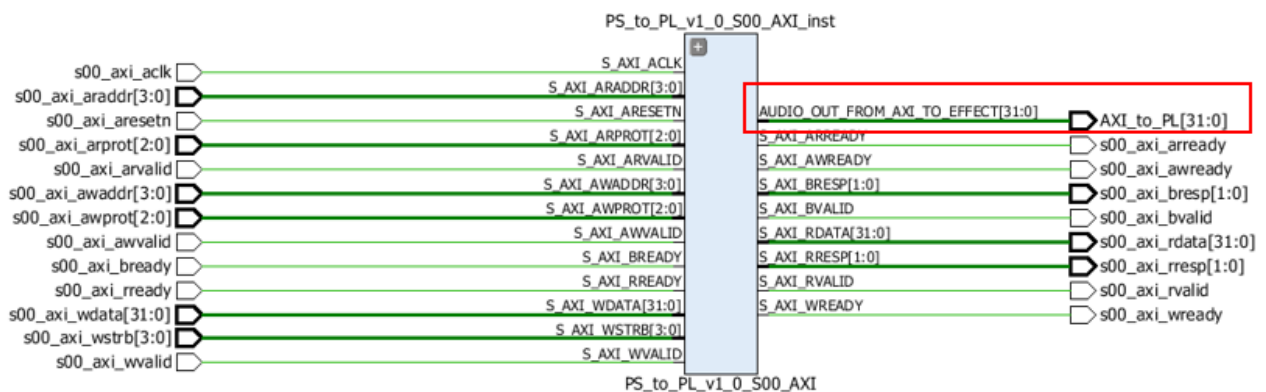 PS_to_PL_v1_0_S00_AXI_inst
s00_axi_aclk S_AXI_ACLK
s00_axi_araddr[3:0] S_AXI_ARADDR[3:0]
s00_axi_aresetn S_AXI_ARESETN AUDIO_OUT_FROM_AXI_TO_EFFECT[31:0] AXI_to_PL[31:0]
s00_axi_arprot[2:0] S_AXI_ARPROT[2:0] S_AXI_ARREADY s00_axi_arready
s00_axi_arvalid S_AXI_ARVALID S_AXI_AWREADY s00_axi_awready
s00_axi_awaddr[3:0] S_AXI_AWADDR[3:0] S_AXI_BRESP[1:0] s00_axi_bresp[1:0]
s00_axi_awprot[2:0] S_AXI_AWPROT[2:0] S_AXI_BVALID s00_axi_bvalid
s00_axi_awvalid S_AXI_AWVALID S_AXI_RDATA[31:0] s00_axi_rdata[31:0]
s00_axi_bready S_AXI_BREADY S_AXI_RRESP[1:0] s00_axi_rresp[1:0]
s00_axi_rready S_AXI_RREADY S_AXI_RVALID s00_axi_rvalid
s00_axi_wdata[31:0] S_AXI_WDATA[31:0] S_AXI_WREADY s00_axi_wready
s00_axi_wstrb[3:0] S_AXI_WSTRB[3:0]
s00_axi_wvalid S_AXI_WVALID
PS_to_PL_v1_0_S00_AXI